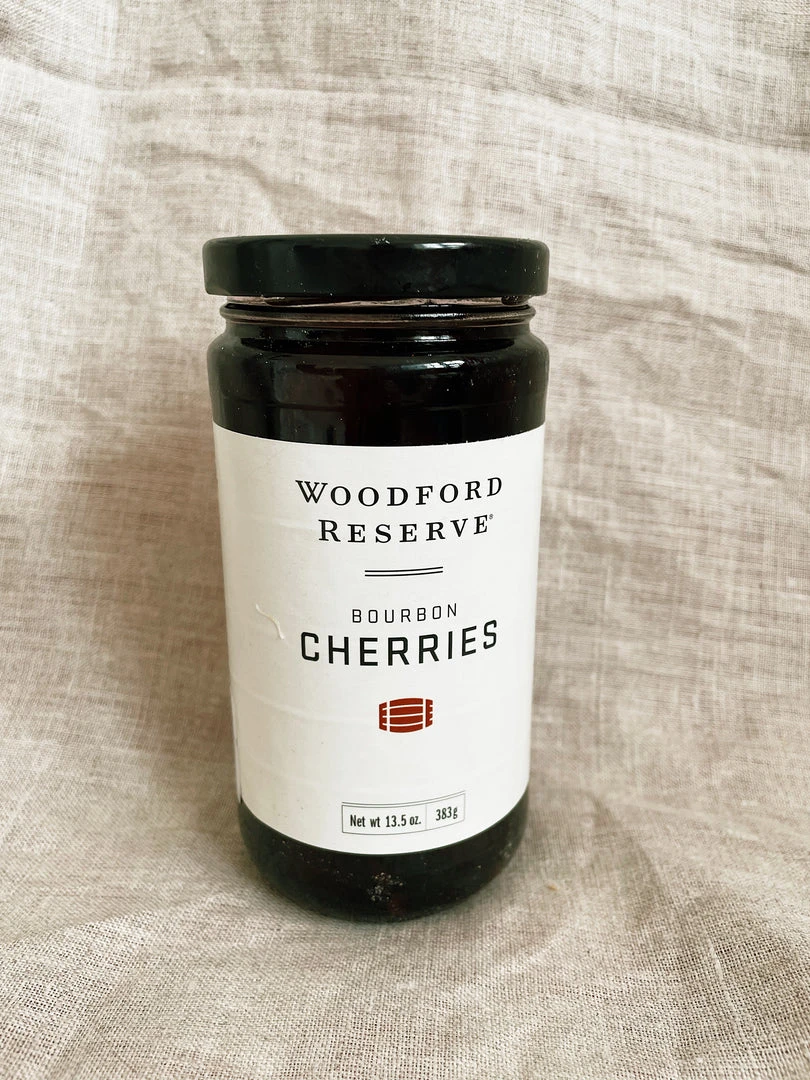 WOODFORD
RESERVE®
BOURBON
CHERRIES
Net wt 13.5 oz. 383g